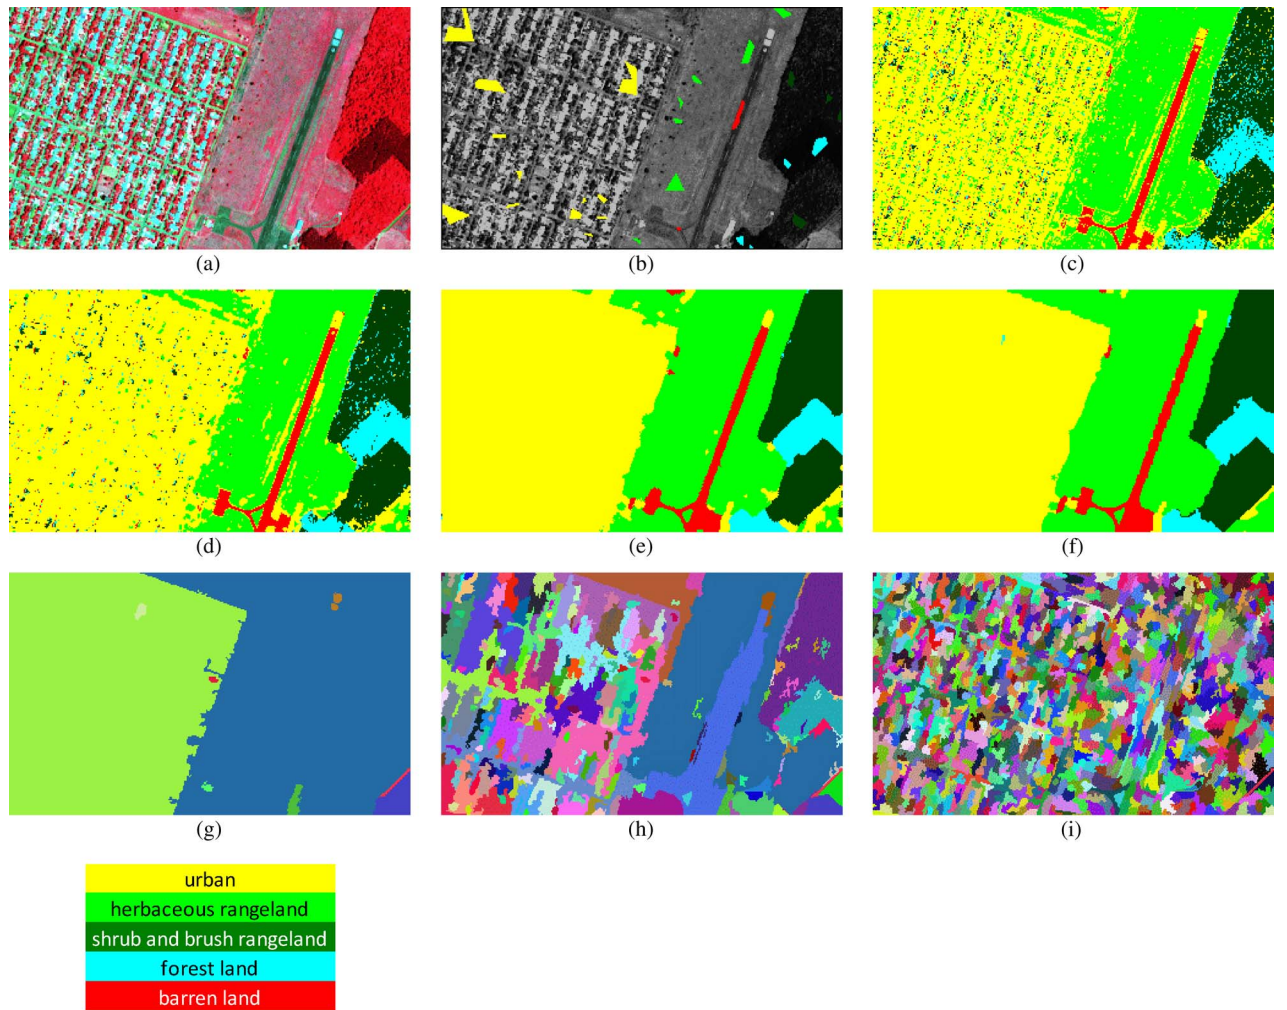 (a)
(b)
(c)
(d)
(e)
(f)
(g)
(h)
(i)
urban
herbaceous rangeland
shrub and brush rangeland
forest land
barren land